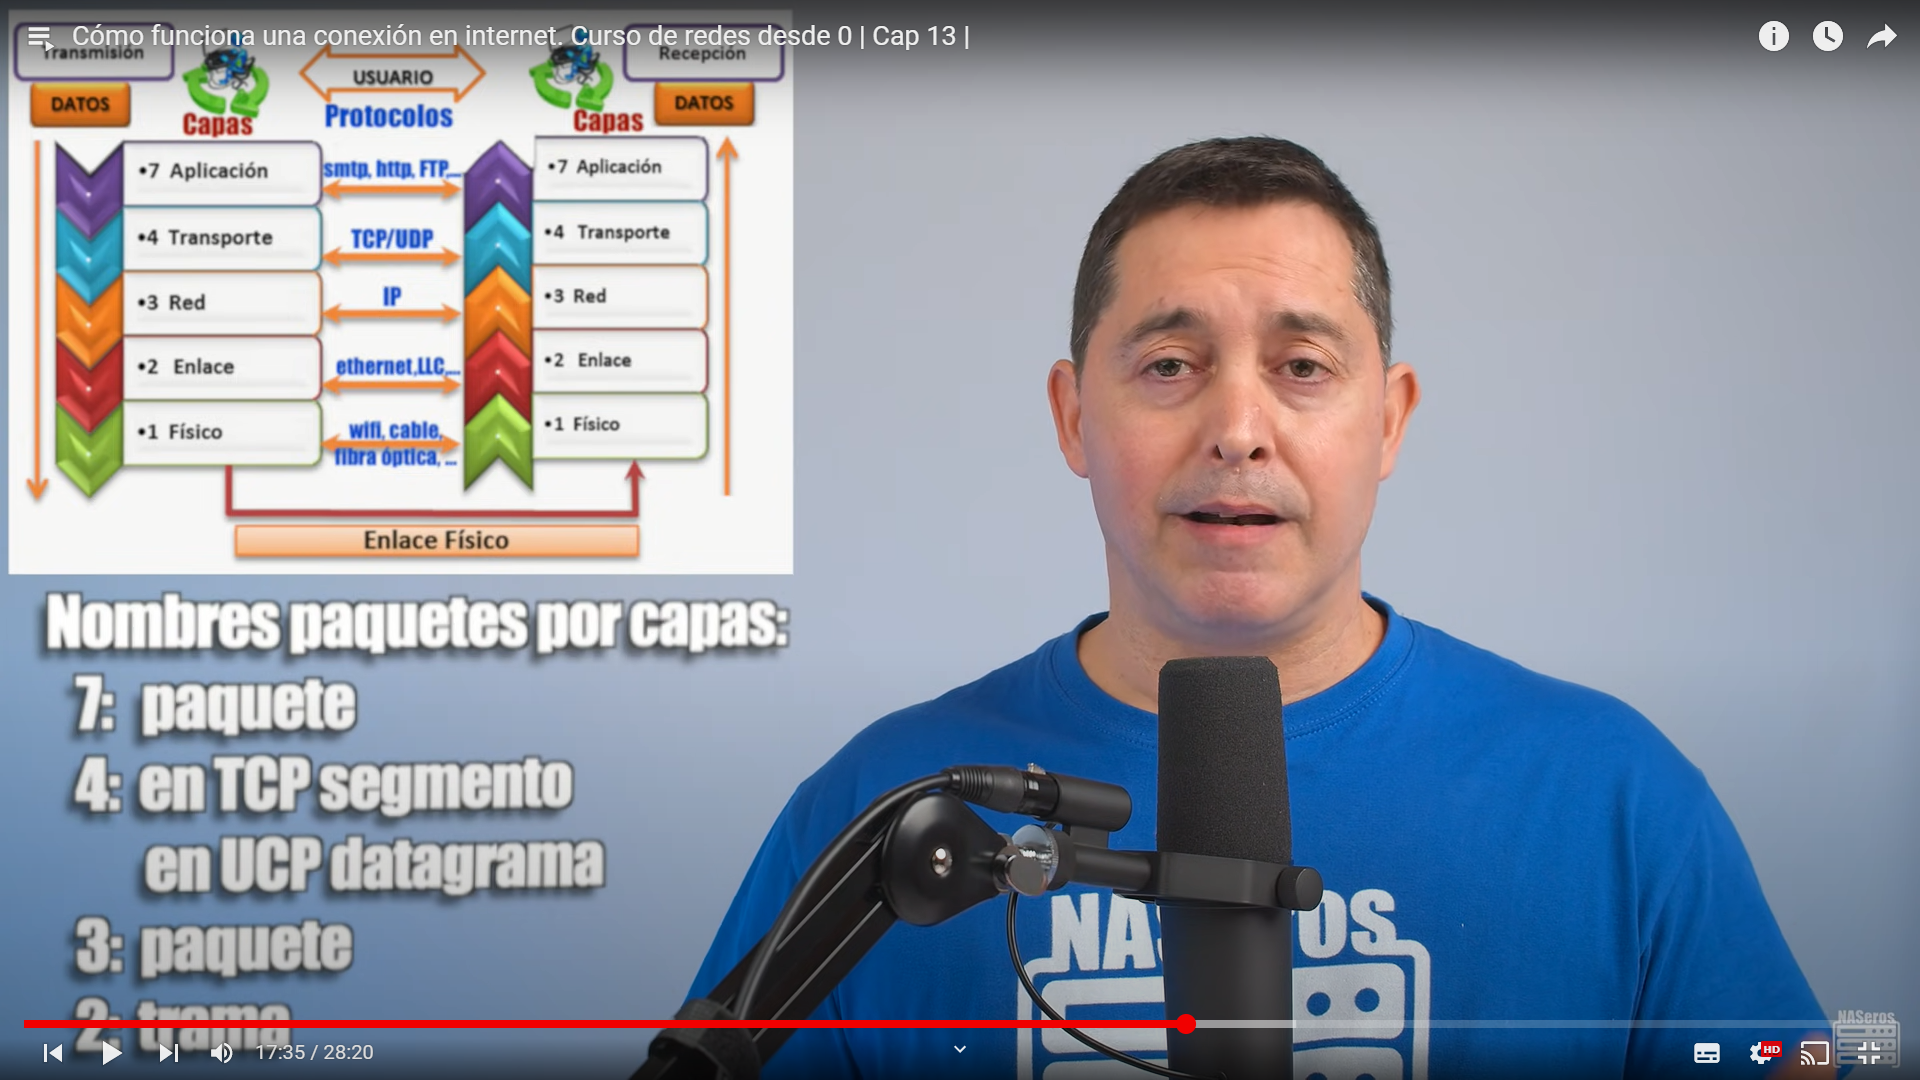 Cómo funciona una conexión en internet. Curso de redes desde 0 | Cap 13 |
Transmisión
Recepción
USUARIO
DATOS
DATOS
Capas
Protocolos
Capas
•7 Aplicación
smtp, http, FTP,...
•7 Aplicación
•4 Transporte
TCP/UDP
•4 Transporte
•3 Red
IP
•3 Red
•2 Enlace
ethernet,LLC,...
•2 Enlace
•1 Físico
wifi, cable,
fibra óptica, ...
•1 Físico
Enlace Físico
Nombres paquetes por capas:
7: paquete
4: en TCP segmento
en UCP datagrama
3: paquete
2: trama
NASeros
17:35 / 28:20
HD